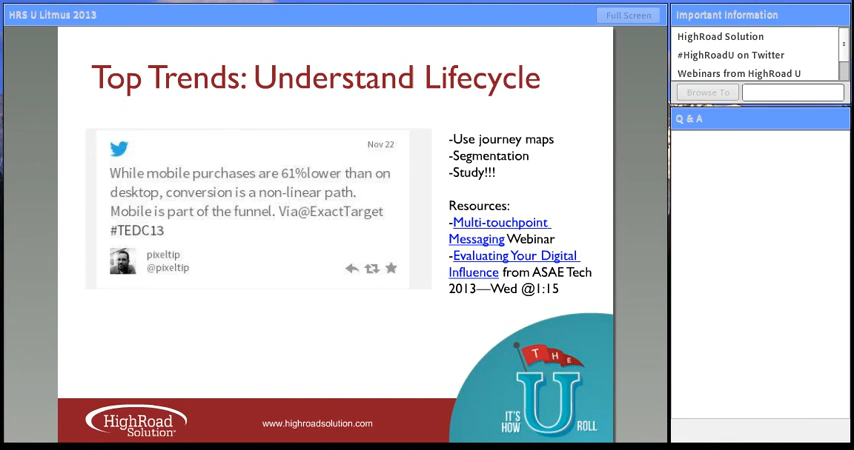 HRS U Litmus 2013
Full Screen
Top Trends: Understand Lifecycle
Nov 22
While mobile purchases are 61%lower than on
desktop, conversion is a non-linear path.
Mobile is part of the funnel. Via@ExactTarget
#TEDC13
pixeltip
@pixeltip
-Use journey maps
-Segmentation
-Study!!!
Resources:
-Multi-touchpoint
Messaging Webinar
-Evaluating Your Digital
Influence from ASAE Tech
2013—Wed @1:15
HighRoad
Solution
www.highroadsolution.com
THE
U
IT'S
HOW
ROLL
Important Information
HighRoad Solution
#HighRoadU on Twitter
Webinars from HighRoad U
Browse To
Q & A